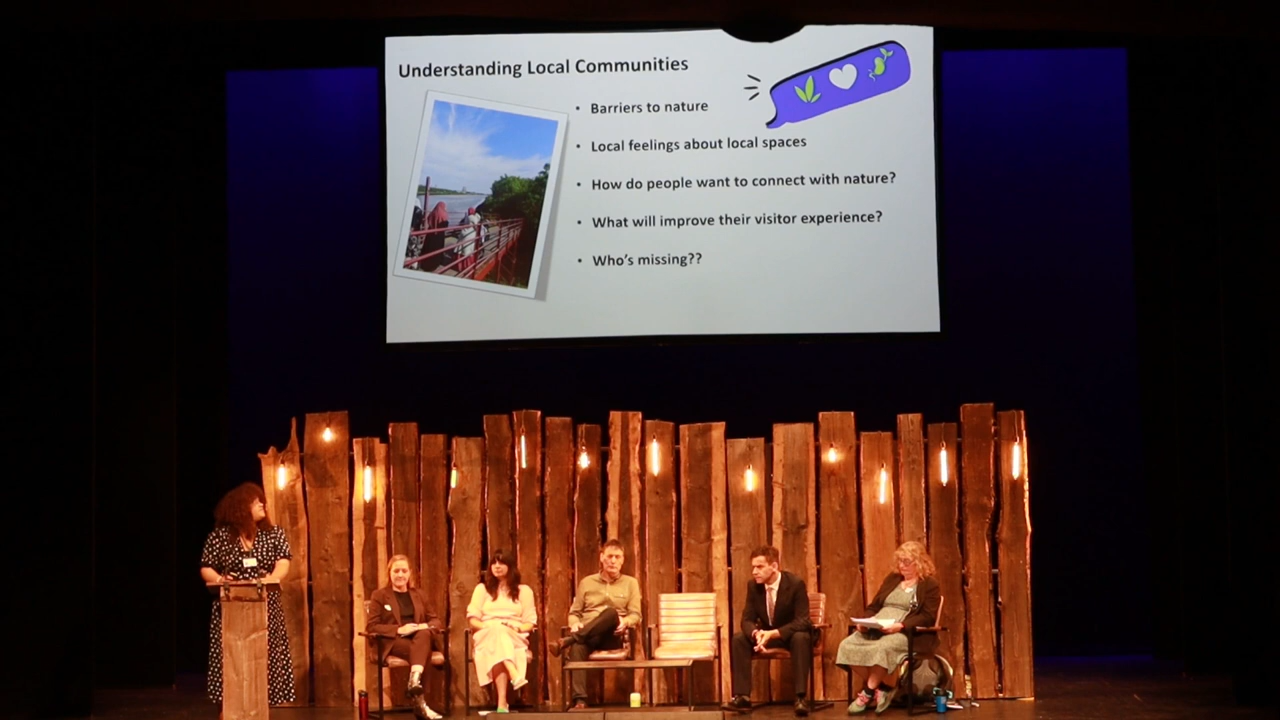 Understanding Local Communities
• Barriers to nature
• Local feelings about local spaces
• How do people want to connect with nature?
• What will improve their visitor experience?
• Who's missing??